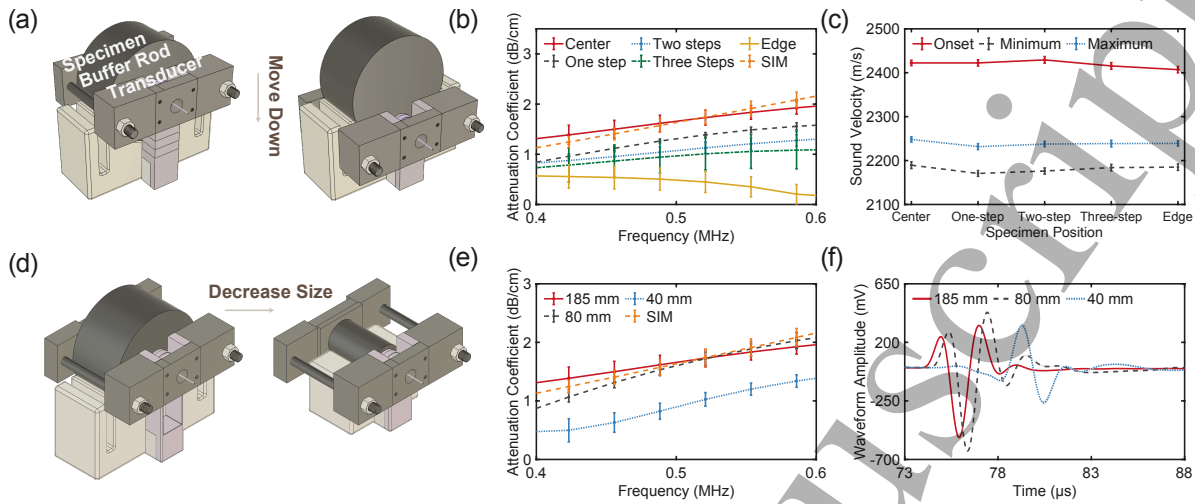 (a)
Specimen
Buffer Rod
Transducer
Move Down
(b)
Attenuation Coefficient (dB/cm)
3
2
1
0
Center
Two steps
Edge
One step
Three Steps
SIM
0.4
0.5
0.6
Frequency (MHz)
(c)
Sound Velocity (m/s)
2500
2400
2300
2200
2100
Onset
Minimum
Maximum
Center
One-step
Two-step
Three-step
Edge
Specimen Position
(d)
Decrease Size
(e)
Attenuation Coefficient (dB/cm)
3
2
1
0
185 mm
40 mm
80 mm
SIM
0.4
0.5
0.6
Frequency (MHz)
(f)
Waveform Amplitude (mV)
650
200
-250
-700
185 mm
80 mm
40 mm
73
78
83
88
Time (μs)